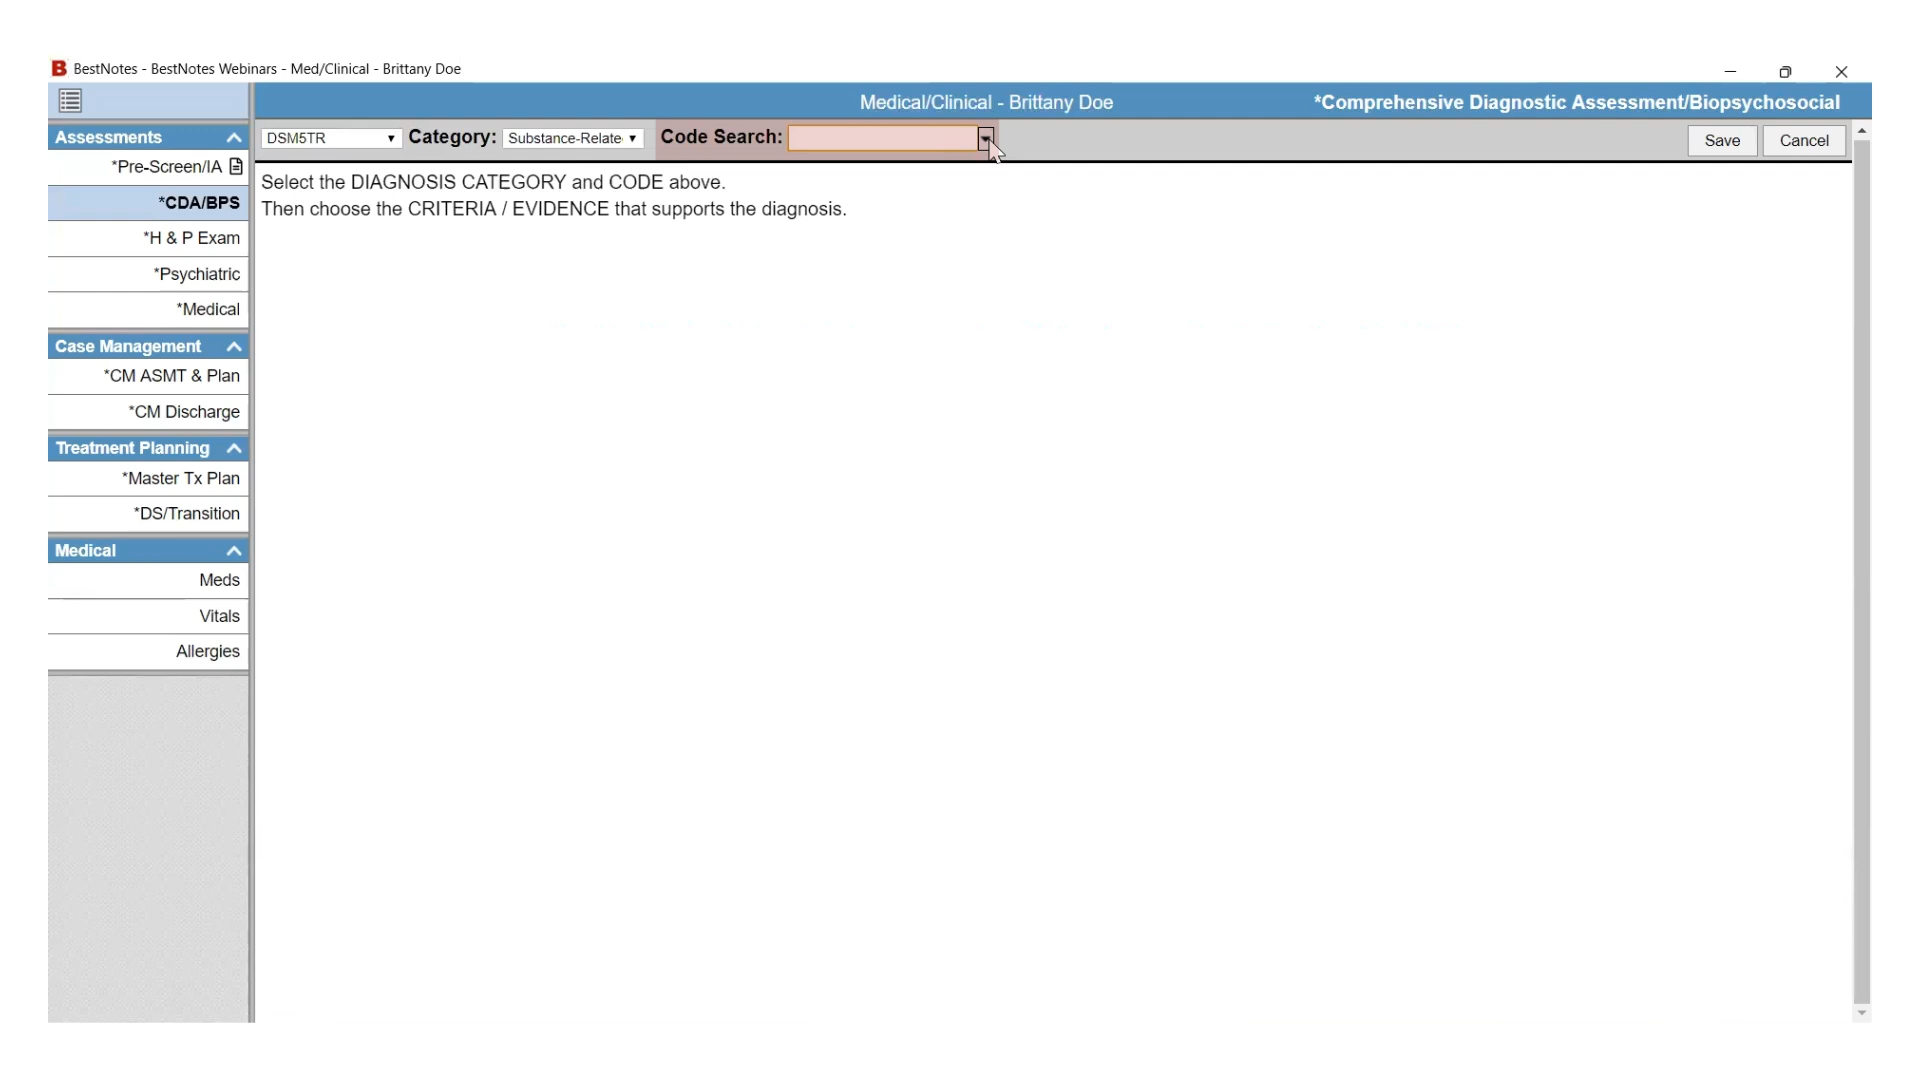 B BestNotes - BestNotes Webinars - Med/Clinical - Brittany Doe
Medical/Clinical - Brittany Doe
*Comprehensive Diagnostic Assessment/Biopsychosocial
DSM5TR Category: Substance-Relate Code Search:
Save Cancel
Select the DIAGNOSIS CATEGORY and CODE above.
Then choose the CRITERIA / EVIDENCE that supports the diagnosis.
Assessments
*Pre-Screen/IA
*CDA/BPS
*H & P Exam
*Psychiatric
*Medical
Case Management
*CM ASMT & Plan
*CM Discharge
Treatment Planning
*Master Tx Plan
*DS/Transition
Medical
Meds
Vitals
Allergies